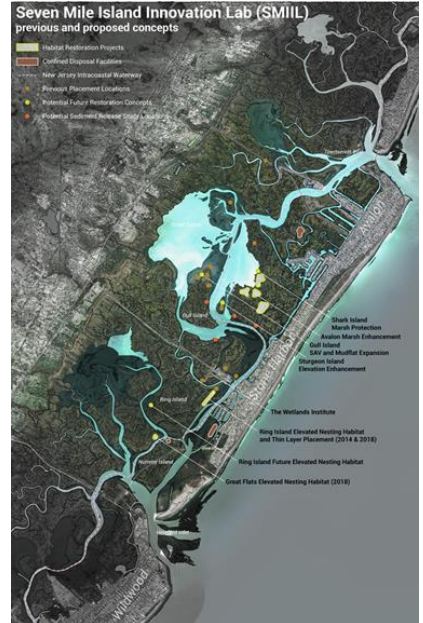 Seven Mile Island Innovation Lab (SMIIL)
previous and proposed concepts
Habitat Restoration Projects
Confined Disposal Facilities
New Jersey Intracoastal Waterway
Previous Placement Locations
Potential Future Restoration Concepts
Potential Sediment Release Study Locations
Townsends Inlet
Avalon
Gull Island
Stone Harbor
Shark Island
Marsh Protection
Avalon Marsh Enhancement
Gull Island
SAV and Mudflat Expansion
Sturgeon Island
Elevation Enhancement
Ring Island
The Wetlands Institute
Ring Island Elevated Nesting Habitat
and Thin Layer Placement (2014 & 2018)
Nummy Island
Ring Island Future Elevated Nesting Habitat
Great Flats Elevated Nesting Habitat (2018)
Wildwood